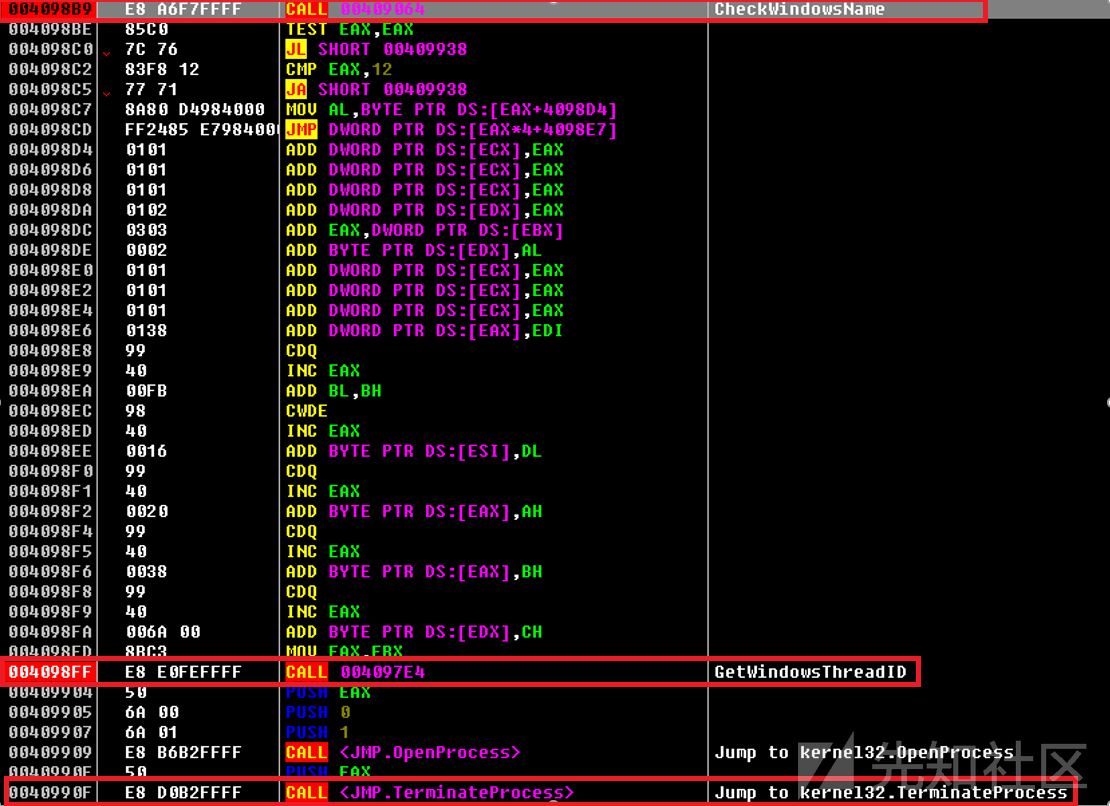 004098B9 E8 A6F7FFFF CALL 00409064 CheckWindowsName
004098BE 85C0 TEST EAX,EAX
004098C0 7C 76 JL SHORT 00409938
004098C2 83F8 12 CMP EAX,12
004098C5 77 71 JA SHORT 00409938
004098C7 8A80 D4984000 MOV AL,BYTE PTR DS:[EAX+4098D4]
004098CD FF2485 E798400 JMP DWORD PTR DS:[EAX*4+4098E7]
004098D4 0101 ADD DWORD PTR DS:[ECX],EAX
004098D6 0101 ADD DWORD PTR DS:[ECX],EAX
004098D8 0101 ADD DWORD PTR DS:[ECX],EAX
004098DA 0102 ADD DWORD PTR DS:[EDX],EAX
004098DC 0303 ADD EAX,DWORD PTR DS:[EBX]
004098DE 0002 ADD BYTE PTR DS:[EDX],AL
004098E0 0101 ADD DWORD PTR DS:[ECX],EAX
004098E2 0101 ADD DWORD PTR DS:[ECX],EAX
004098E4 0101 ADD DWORD PTR DS:[ECX],EAX
004098E6 0138 ADD DWORD PTR DS:[EAX],EDI
004098E8 99 CDQ
004098E9 40 INC EAX
004098EA 00FB ADD BL,BH
004098EC 98 CWDE
004098ED 40 INC EAX
004098EE 0016 ADD BYTE PTR DS:[ESI],DL
004098F0 99 CDQ
004098F1 40 INC EAX
004098F2 0020 ADD BYTE PTR DS:[EAX],AH
004098F4 99 CDQ
004098F5 40 INC EAX
004098F6 0038 ADD BYTE PTR DS:[EAX],BH
004098F8 99 CDQ
004098F9 40 INC EAX
004098FA 006A 00 ADD BYTE PTR DS:[EDX],CH
004098FD 8BC3 MOV EAX,EBX
004098FF E8 E0FEFFFF CALL 004097E4 GetWindowsThreadID
00409904 50 PUSH EAX
00409905 6A 00 PUSH 0
00409907 6A 01 PUSH 1
00409909 E8 B6B2FFFF CALL <JMP.OpenProcess> Jump to kernel32.OpenProcess
0040990E 50 PUSH EAX
0040990F E8 D0B2FFFF CALL <JMP.TerminateProcess> Jump to kernel32.TerminateProcess
先知社区